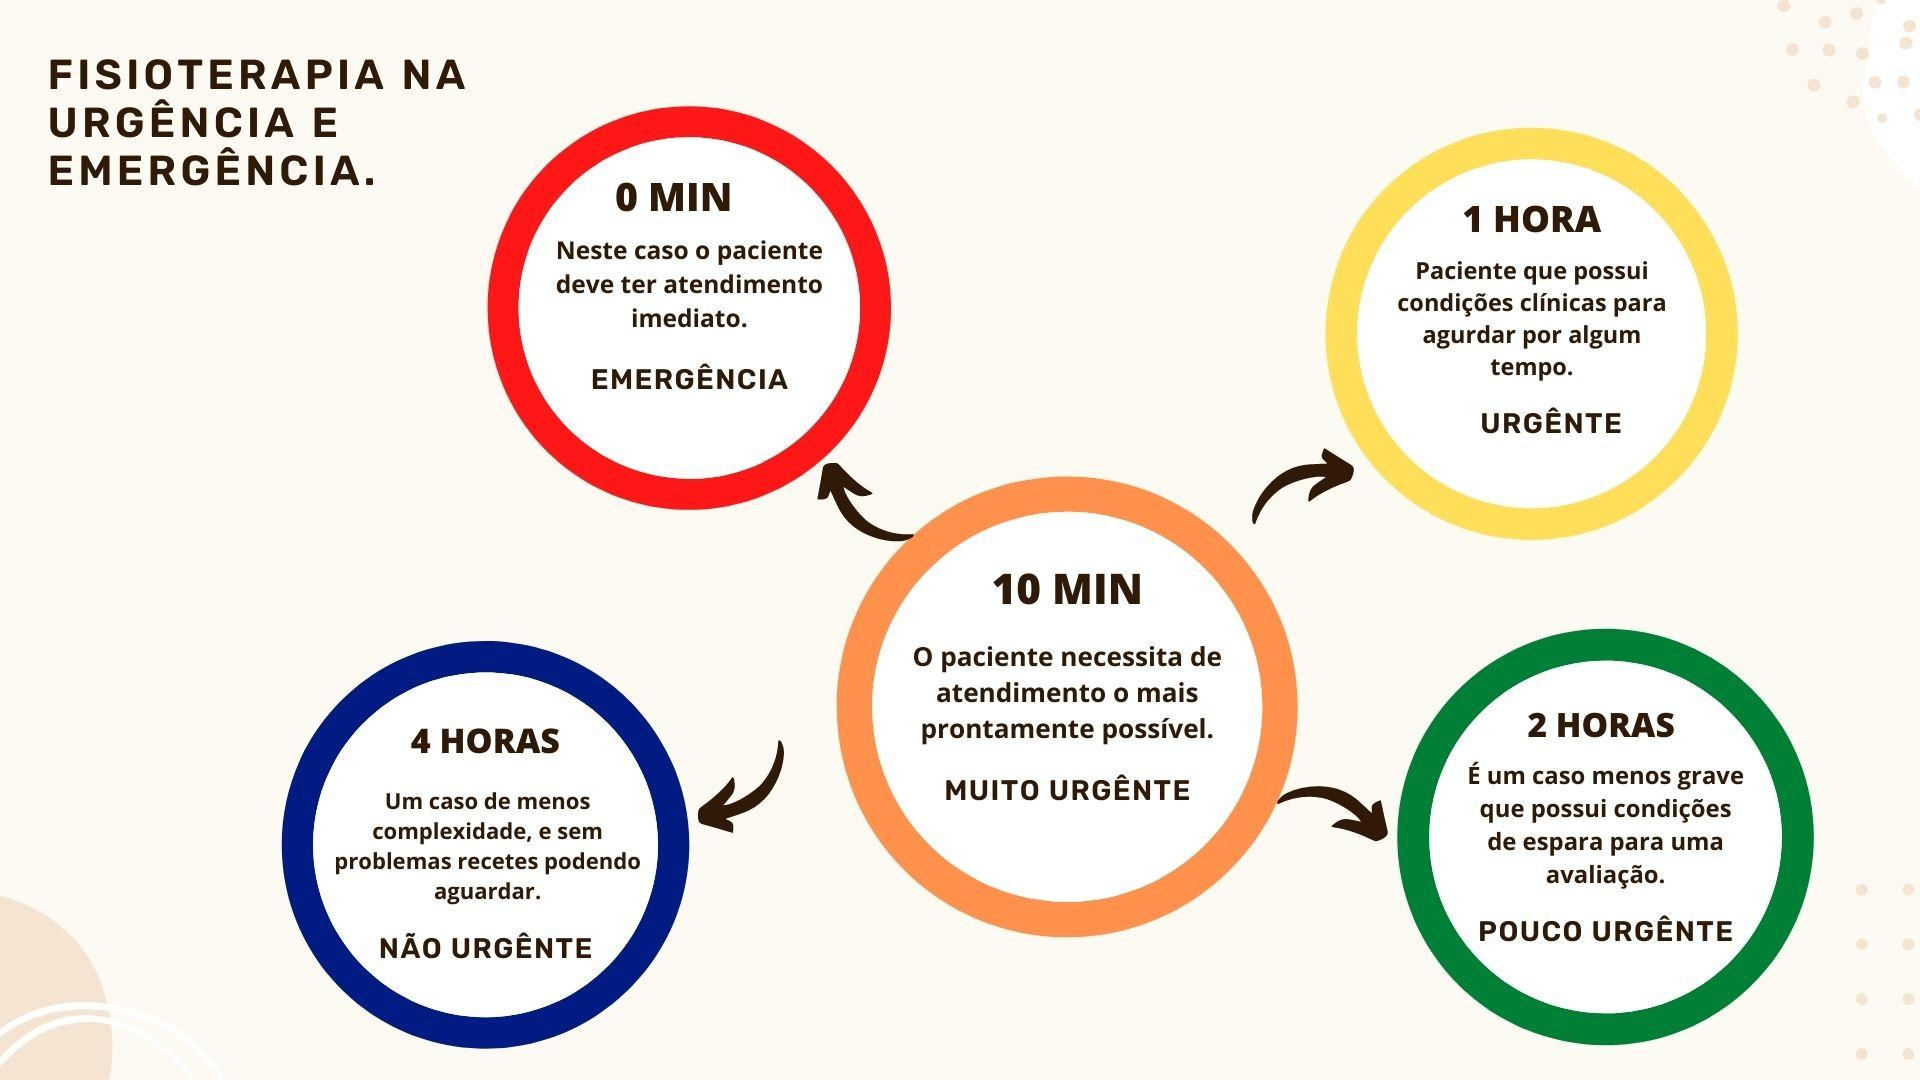 FISIOTERAPIA NA
URGÊNCIA E
EMERGÊNCIA.
0 MIN
Neste caso o paciente
deve ter atendimento
imediato.
EMERGÊNCIA
1 HORA
Paciente que possui
condições clínicas para
agurdar por algum
tempo.
URGÊNTE
10 MIN
O paciente necessita de
atendimento o mais
prontamente possível.
MUITO URGÊNTE
4 HORAS
Um caso de menos
complexidade, e sem
problemas recetes podendo
aguardar.
NÃO URGÊNTE
2 HORAS
É um caso menos grave
que possui condições
de espara para uma
avaliação.
POUCO URGÊNTE